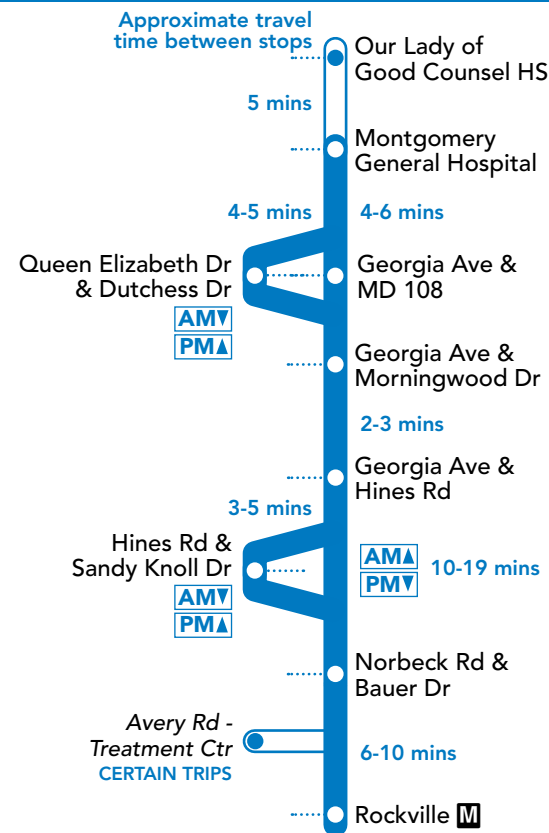 Approximate travel
time between stops
Our Lady of
Good Counsel HS
5 mins
Montgomery
General Hospital
4-5 mins
4-6 mins
Queen Elizabeth Dr
& Dutchess Dr
AM▼
PM▲
Georgia Ave &
MD 108
Georgia Ave &
Morningwood Dr
2-3 mins
Georgia Ave &
Hines Rd
3-5 mins
Hines Rd &
Sandy Knoll Dr
AM▼
PM▲
AM▲
PM▼
10-19 mins
Norbeck Rd &
Bauer Dr
Avery Rd -
Treatment Ctr
CERTAIN TRIPS
6-10 mins
Rockville M